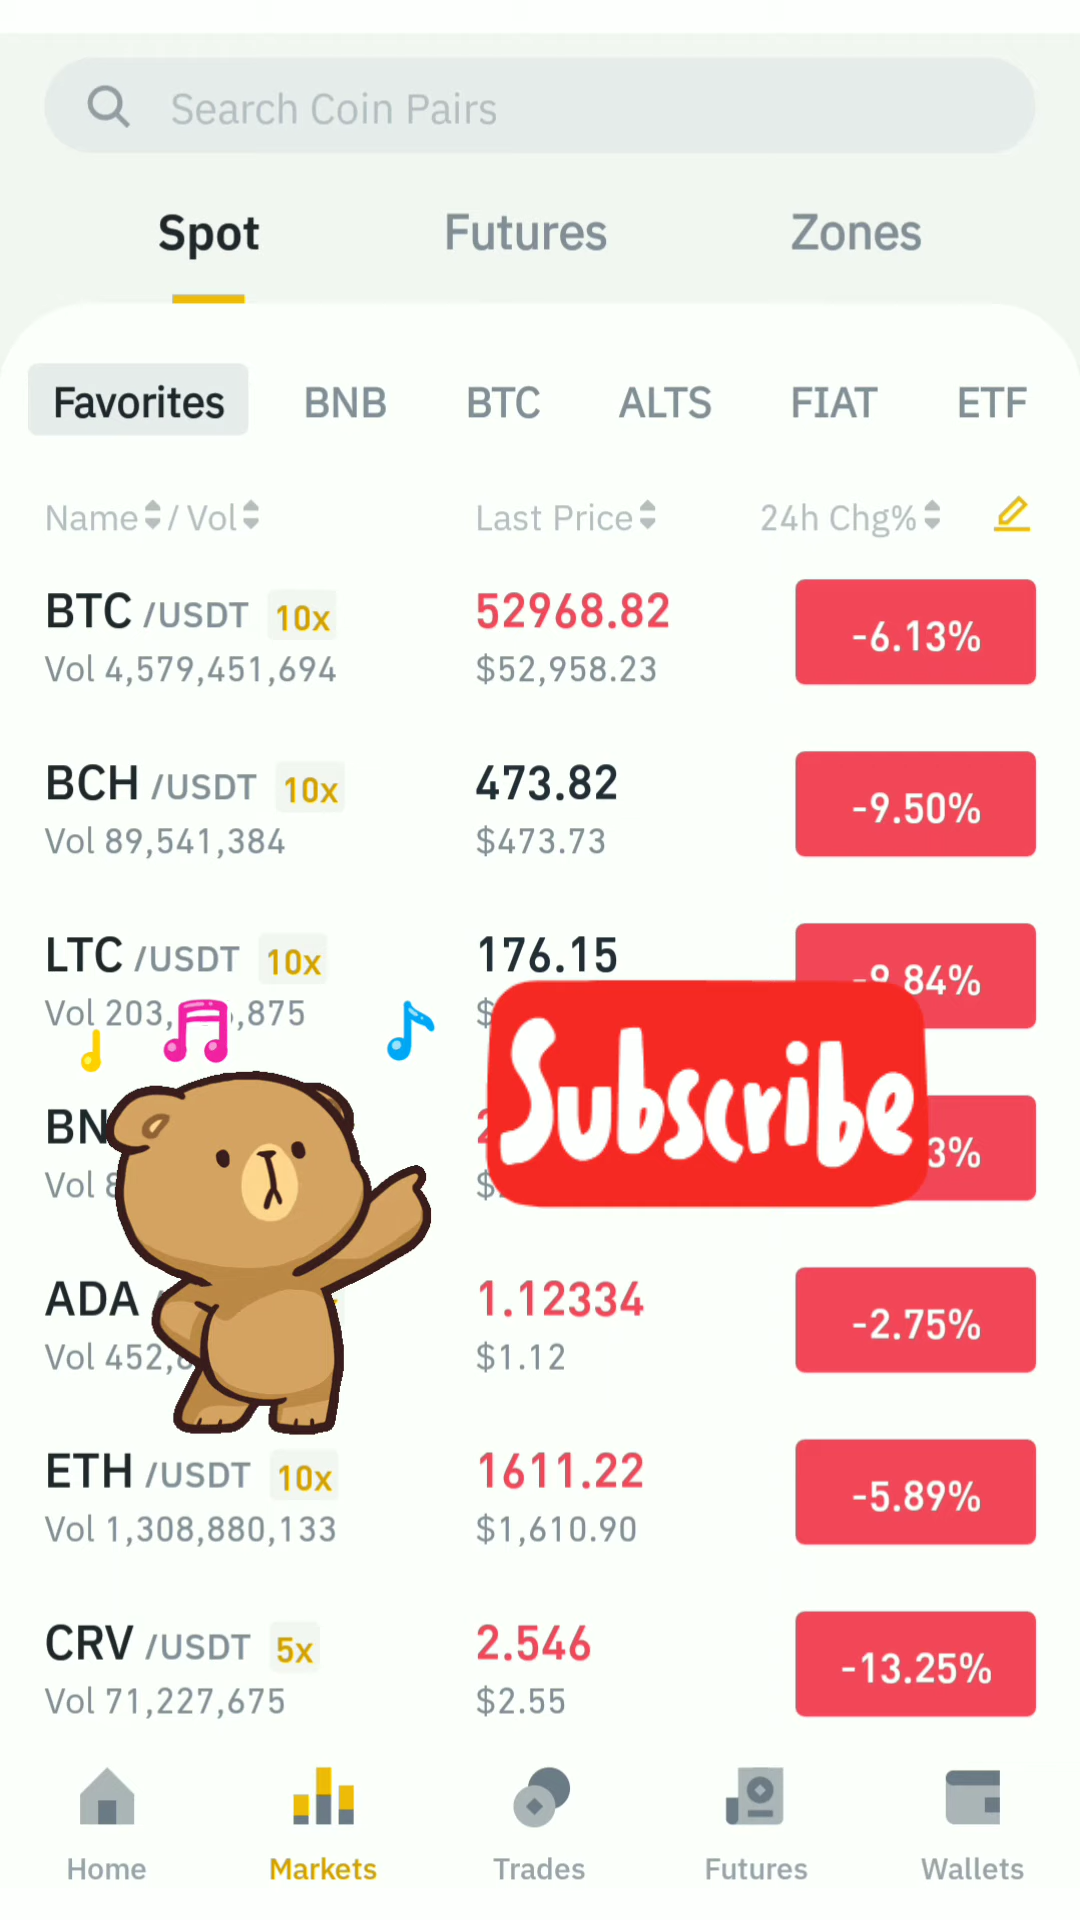 Search Coin Pairs
Spot Futures Zones
Favorites BNB BTC ALTS FIAT ETF
Name / Vol Last Price 24h Chg%
BTC /USDT 10x 52968.82 -6.13%
Vol 4,579,451,694 $52,958.23
BCH /USDT 10x 473.82 -9.50%
Vol 89,541,384 $473.73
LTC /USDT 10x 176.15 -9.84%
Vol
Subscribe
ADA 1.12334 -2.75%
Vol $1.12
ETH /USDT 10x 1611.22 -5.89%
Vol 1,308,880,133 $1,610.90
CRV /USDT 5x 2.546 -13.25%
Vol 71,227,675 $2.55
Home Markets Trades Futures Wallets